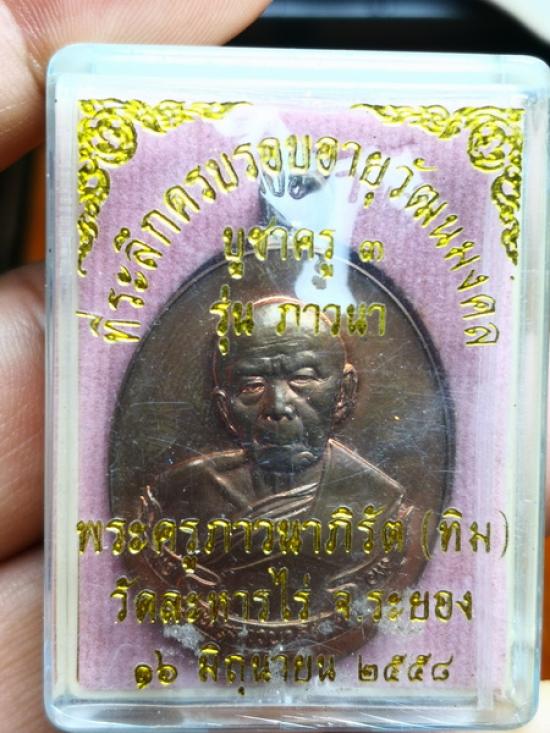 ที่ระลึกครบรอบอายุวัฒนมงคล
บูชาครู ๓
รุ่น ภาวนา
พระครูภาวนาภิรัต (ทิม)
วัดละหารไร่ จ.ระยอง
๑๖ มิถุนายน ๒๕๕๘